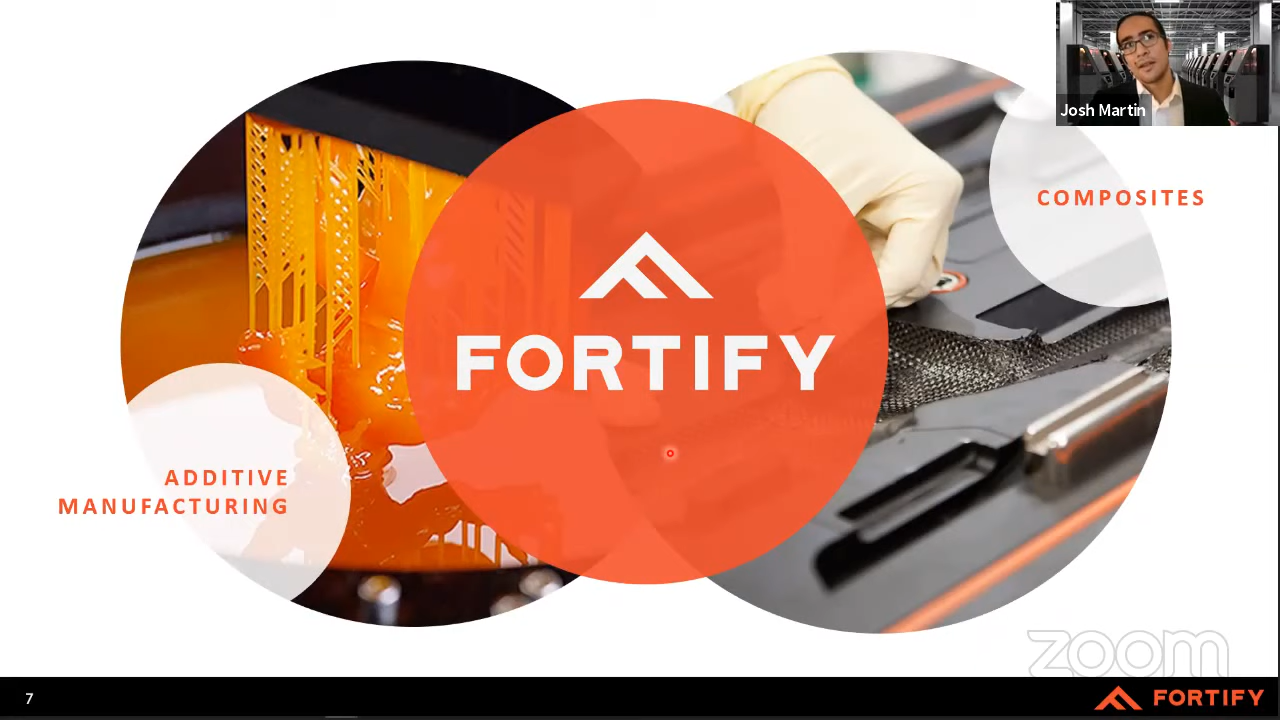 Josh Martin
COMPOSITES
FORTIFY
ADDITIVE
MANUFACTURING
zoom
7
FORTIFY